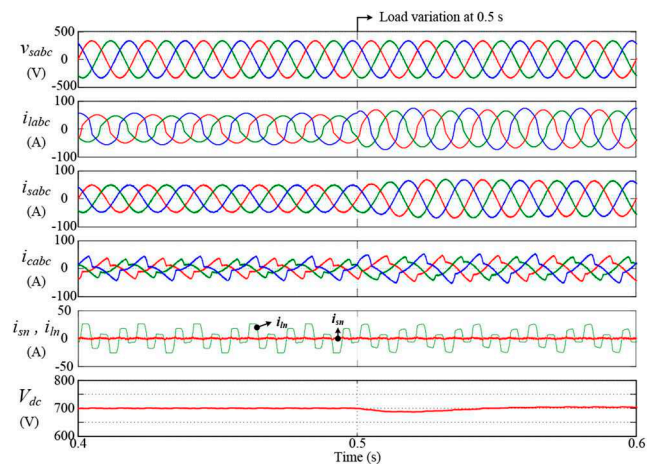 Load variation at 0.5 s
500
v_sabc
0
(V)
-500
100
i_labc
0
(A)
-100
100
i_sabc
0
(A)
-100
100
i_cabc
0
(A)
-100
50
i_sn , i_ln
0
(A)
-50
i_ln
i_sn
800
V_dc
700
(V)
600
0.4
0.5
0.6
Time (s)